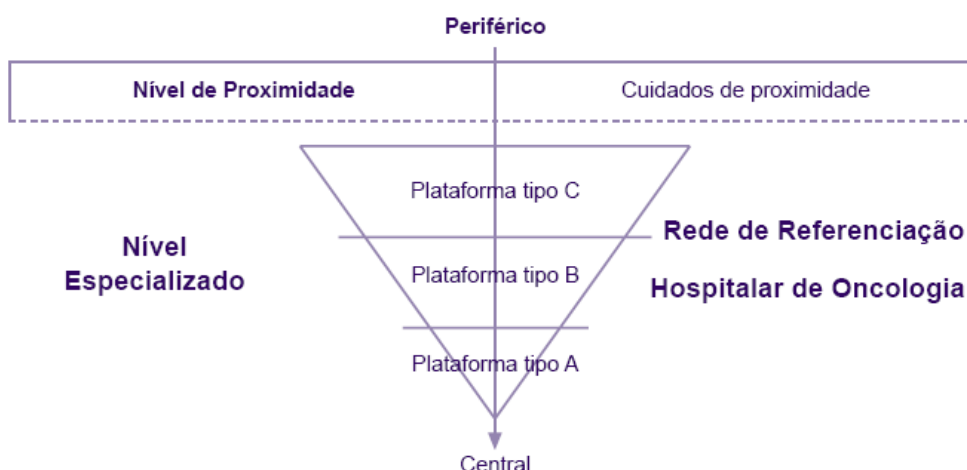 Periférico
Nível de Proximidade
Cuidados de proximidade
Plataforma tipo C
Nível
Especializado
Rede de Referenciação
Hospitalar de Oncologia
Plataforma tipo B
Plataforma tipo A
Central